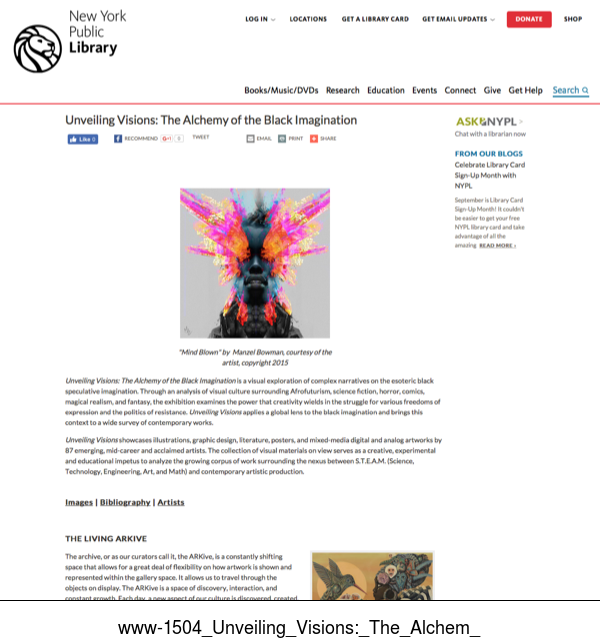 New York
Public
Library
LOG IN LOCATIONS GET A LIBRARY CARD GET EMAIL UPDATES DONATE SHOP
Books/Music/DVDs Research Education Events Connect Give Get Help Search
Unveiling Visions: The Alchemy of the Black Imagination
Like 0 RECOMMEND G+1 0 TWEET EMAIL PRINT SHARE
ASK NYPL >
Chat with a librarian now
FROM OUR BLOGS
Celebrate Library Card
Sign-Up Month with
NYPL
September is Library Card
Sign-Up Month! It couldn't
be easier to get your free
NYPL library card and take
advantage of all the
amazing READ MORE ›
"Mind Blown" by Manzel Bowman, courtesy of the
artist, copyright 2015
Unveiling Visions: The Alchemy of the Black Imagination is a visual exploration of complex narratives on the esoteric black
speculative imagination. Through an analysis of visual culture surrounding Afrofuturism, science fiction, horror, comics,
magical realism, and fantasy, the exhibition examines the power that creativity wields in the struggle for various freedoms of
expression and the politics of resistance. Unveiling Visions applies a global lens to the black imagination and brings this
context to a wide survey of contemporary works.
Unveiling Visions showcases illustrations, graphic design, literature, posters, and mixed-media digital and analog artworks by
87 emerging, mid-career and acclaimed artists. The collection of visual materials on view serves as a creative, experimental
and educational impetus to analyze the growing corpus of work surrounding the nexus between S.T.E.A.M. (Science,
Technology, Engineering, Art, and Math) and contemporary artistic production.
Images | Bibliography | Artists
THE LIVING ARKIVE
The archive, or as our curators call it, the ARKive, is a constantly shifting
space that allows for a great deal of flexibility on how artwork is shown and
represented within the gallery space. It allows us to travel through the
objects on display. The ARKive is a space of discovery, interaction, and
constant growth. Each day, a new aspect of our culture is discovered, created
www-1504_Unveiling_Visions:_The_Alchem_